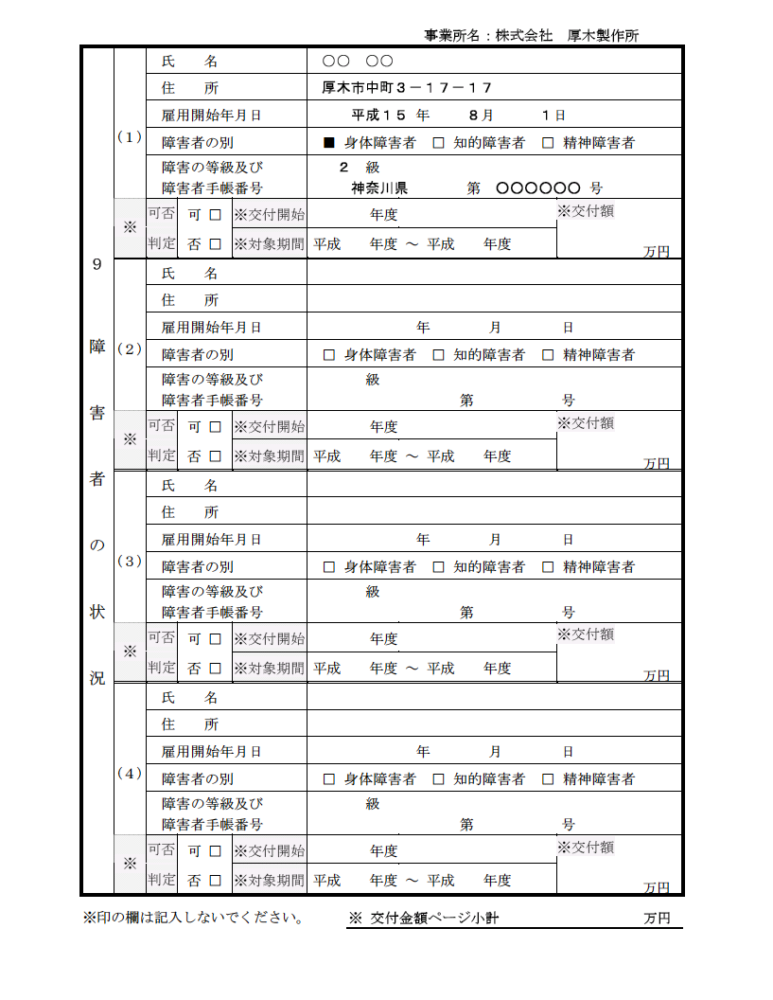 事業所名：株式会社　厚木製作所
9 障害者の状況
（1）
氏　　名　○○　○○
住　　所　厚木市中町３－１７－１７
雇用開始年月日　平成１５ 年　８月　１日
障害者の別　■ 身体障害者　□ 知的障害者　□ 精神障害者
障害の等級及び　２　級
障害者手帳番号　神奈川県　第　○○○○○○ 号
※　可否　可 □　※交付開始　年度　※交付額
判定　否 □　※対象期間　平成　　年度 ～ 平成　　年度　万円
（2）
氏　　名
住　　所
雇用開始年月日　年　月　日
障害者の別　□ 身体障害者　□ 知的障害者　□ 精神障害者
障害の等級及び　級
障害者手帳番号　第　号
※　可否　可 □　※交付開始　年度　※交付額
判定　否 □　※対象期間　平成　　年度 ～ 平成　　年度　万円
（3）
氏　　名
住　　所
雇用開始年月日　年　月　日
障害者の別　□ 身体障害者　□ 知的障害者　□ 精神障害者
障害の等級及び　級
障害者手帳番号　第　号
※　可否　可 □　※交付開始　年度　※交付額
判定　否 □　※対象期間　平成　　年度 ～ 平成　　年度　万円
（4）
氏　　名
住　　所
雇用開始年月日　年　月　日
障害者の別　□ 身体障害者　□ 知的障害者　□ 精神障害者
障害の等級及び　級
障害者手帳番号　第　号
※　可否　可 □　※交付開始　年度　※交付額
判定　否 □　※対象期間　平成　　年度 ～ 平成　　年度　万円
※印の欄は記入しないでください。　※ 交付金額ページ小計　万円